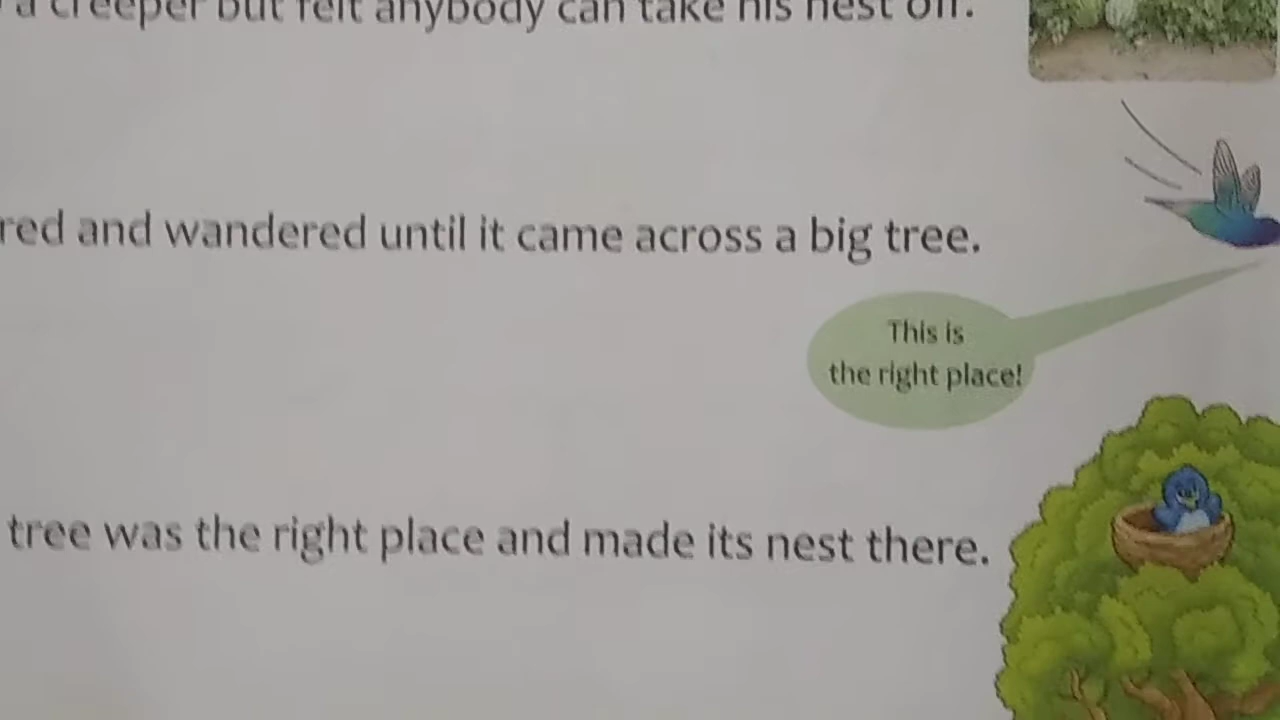 a creeper but felt anybody can take his nest off.
and wandered until it came across a big tree.
This is
the right place!
tree was the right place and made its nest there.